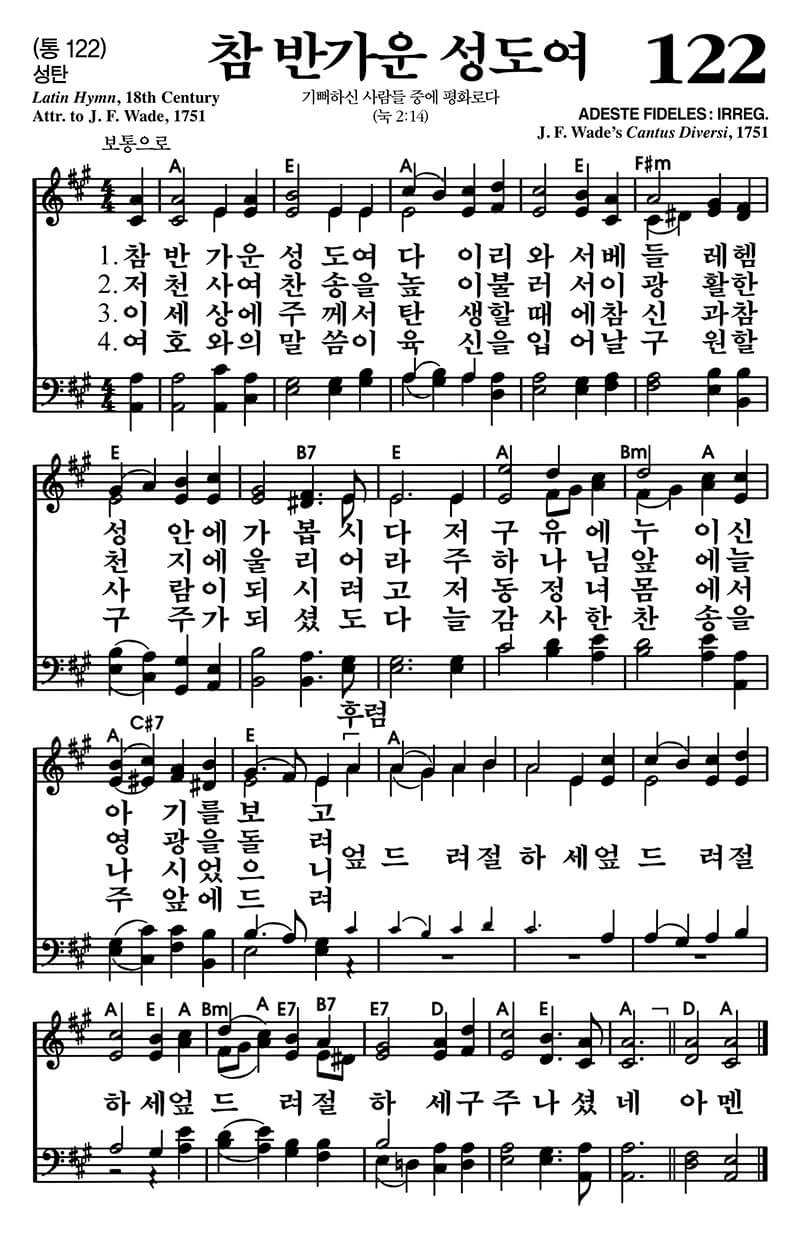 (통 122)
성탄
참 반가운 성도여
122
Latin Hymn, 18th Century
Attr. to J. F. Wade, 1751
기뻐하신 사람들 중에 평화로다
(눅 2:14)
ADESTE FIDELES : IRREG.
J. F. Wade's Cantus Diversi, 1751
보통으로
A E A E F#m
4 4
1. 참 반 가운 성 도여 다 이리 와 서베 들 레헴
2. 저 천 사여 찬 송을 높 이불 러 서이 광 활한
3. 이 세 상에 주 께서 탄 생할 때 에참 신 과참
4. 여 호 와의 말 씀이 육 신을 입 어날 구 원할
4 4
E B7 E A Bm A
성 안에 가 봅 시 다 저 구 유 에 누 이신
천 지에 울 리 어 라 주 하 나 님 앞 에늘
사 람이 되 시 려 고 저 동 정 녀 몸 에서
구 주가 되 셨 도 다 늘 감 사 한 찬 송을
후렴
A C#7 E A
아 기를 보 고
영 광을 돌 려
나 시었 으 니
주 앞에 드 려
엎 드 려절 하 세엎 드 려절
A E A Bm A E7 B7 E7 D A E A D A
하 세엎 드 려절 하 세구 주 나 셨 네 아 멘